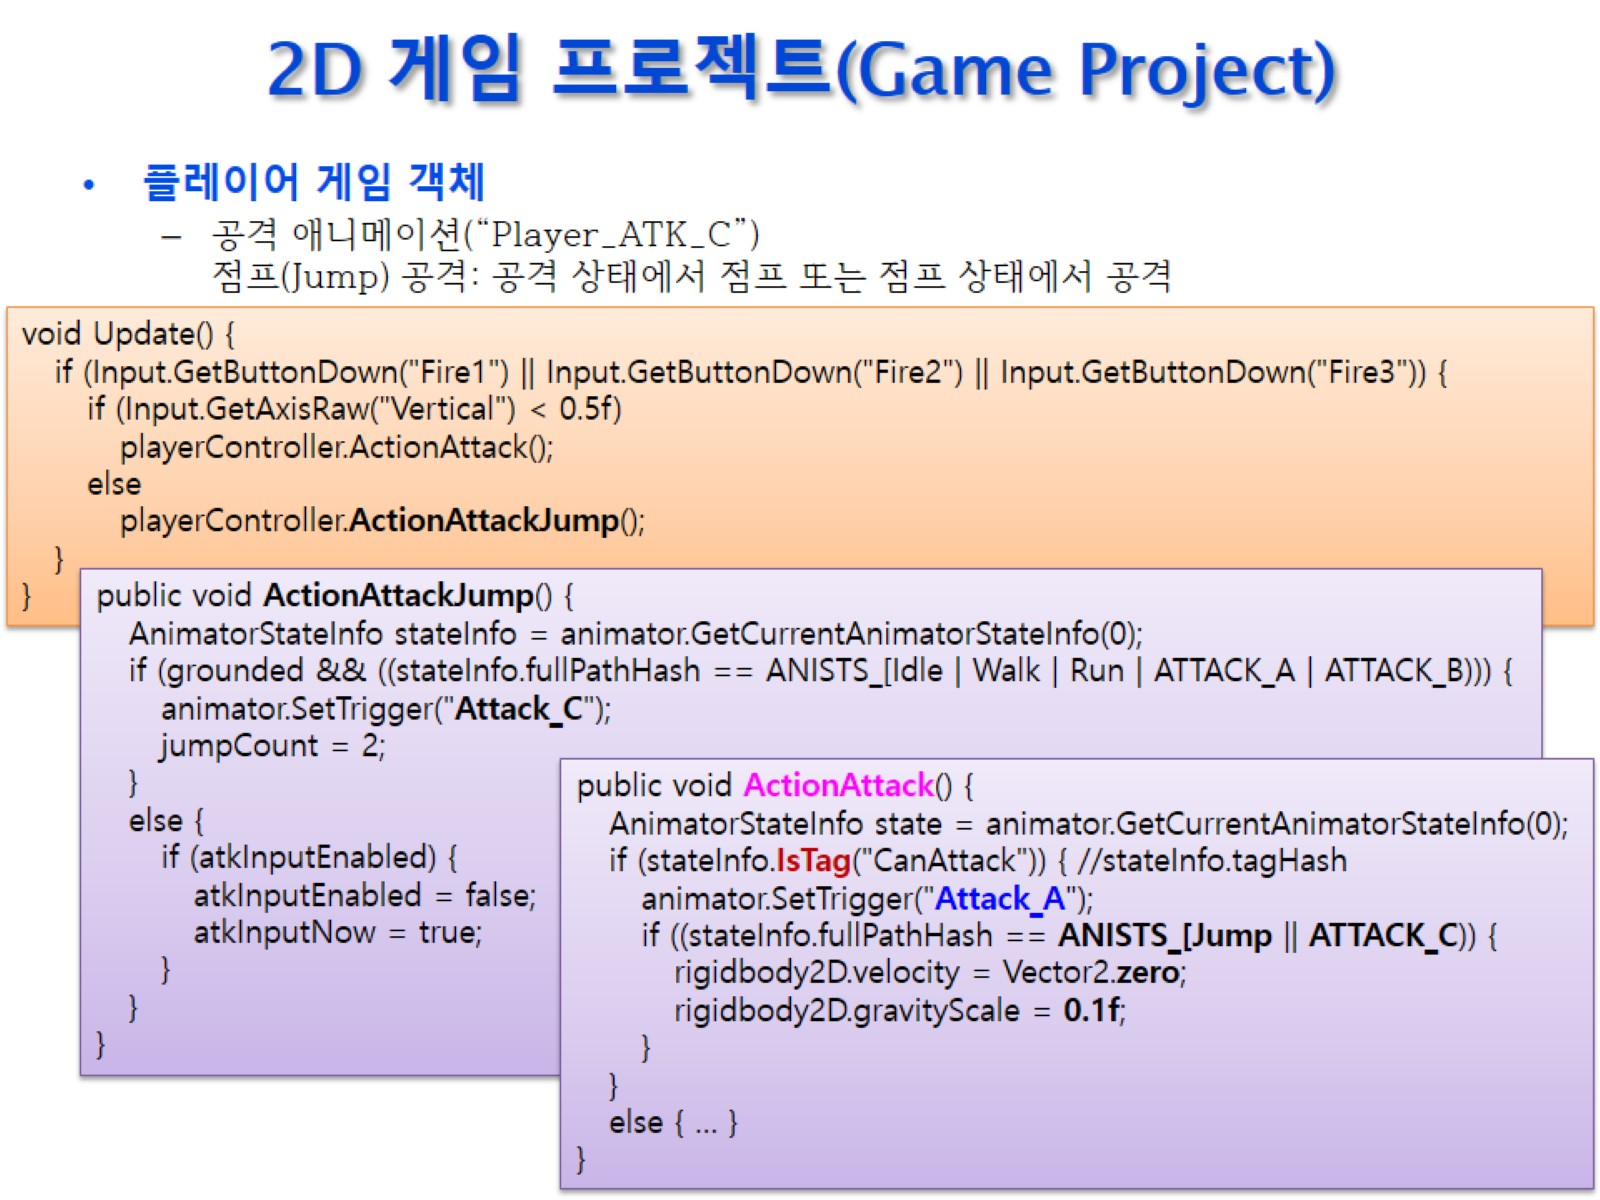 2D 게임 프로젝트(Game Project)
• 플레이어 게임 객체
– 공격 애니메이션(“Player_ATK_C”)
점프(Jump) 공격: 공격 상태에서 점프 또는 점프 상태에서 공격
void Update() {
if (Input.GetButtonDown("Fire1") || Input.GetButtonDown("Fire2") || Input.GetButtonDown("Fire3")) {
if (Input.GetAxisRaw("Vertical") < 0.5f)
playerController.ActionAttack();
else
playerController.ActionAttackJump();
}
}
public void ActionAttackJump() {
AnimatorStateInfo stateInfo = animator.GetCurrentAnimatorStateInfo(0);
if (grounded && ((stateInfo.fullPathHash == ANISTS_[Idle | Walk | Run | ATTACK_A | ATTACK_B))) {
animator.SetTrigger("Attack_C");
jumpCount = 2;
}
else {
if (atkInputEnabled) {
atkInputEnabled = false;
atkInputNow = true;
}
}
}
public void ActionAttack() {
AnimatorStateInfo state = animator.GetCurrentAnimatorStateInfo(0);
if (stateInfo.IsTag("CanAttack")) { //stateInfo.tagHash
animator.SetTrigger("Attack_A");
if ((stateInfo.fullPathHash == ANISTS_[Jump || ATTACK_C)) {
rigidbody2D.velocity = Vector2.zero;
rigidbody2D.gravityScale = 0.1f;
}
}
else { ... }
}